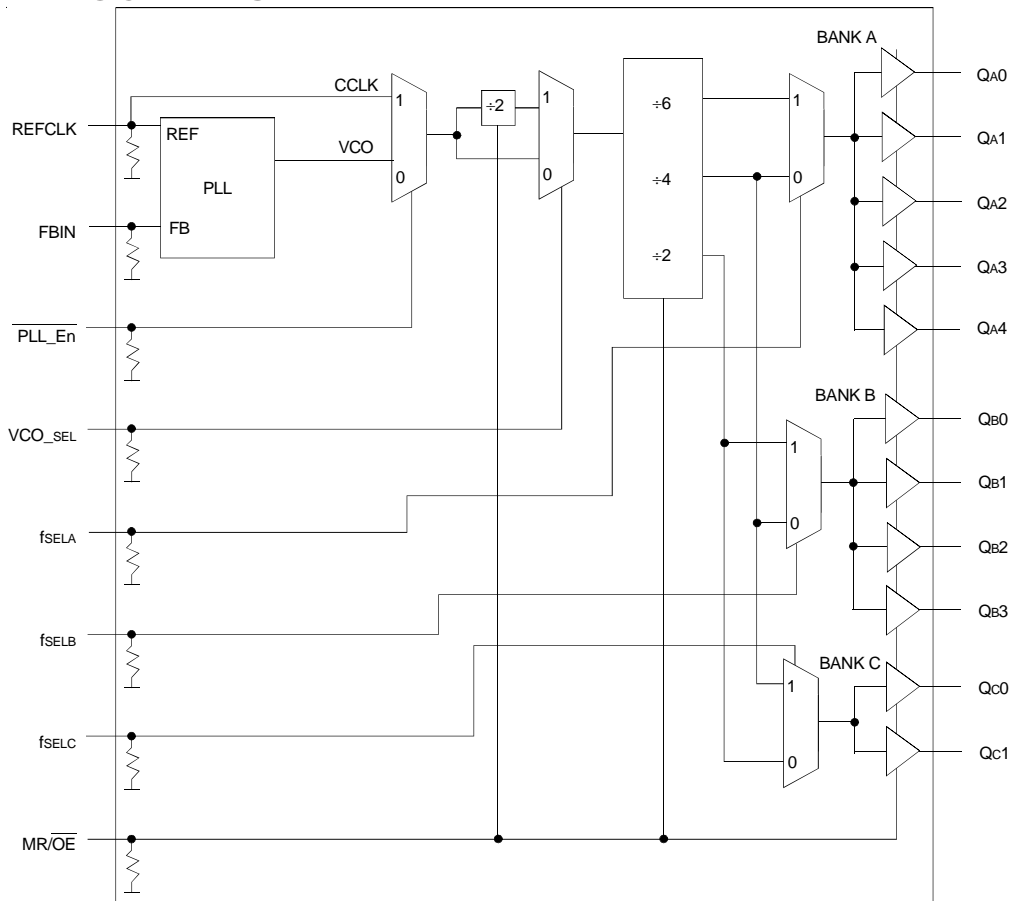 BANK A
QA0
CCLK
1
÷2
1
÷6
1
REFCLK
REF
VCO
QA1
PLL
0
0
÷4
0
QA2
FBIN
FB
÷2
QA3
PLL_En
QA4
BANK B
VCO_SEL
QB0
1
QB1
fSELA
0
QB2
fSELB
QB3
BANK C
1
QC0
fSELC
0
QC1
MR/OE